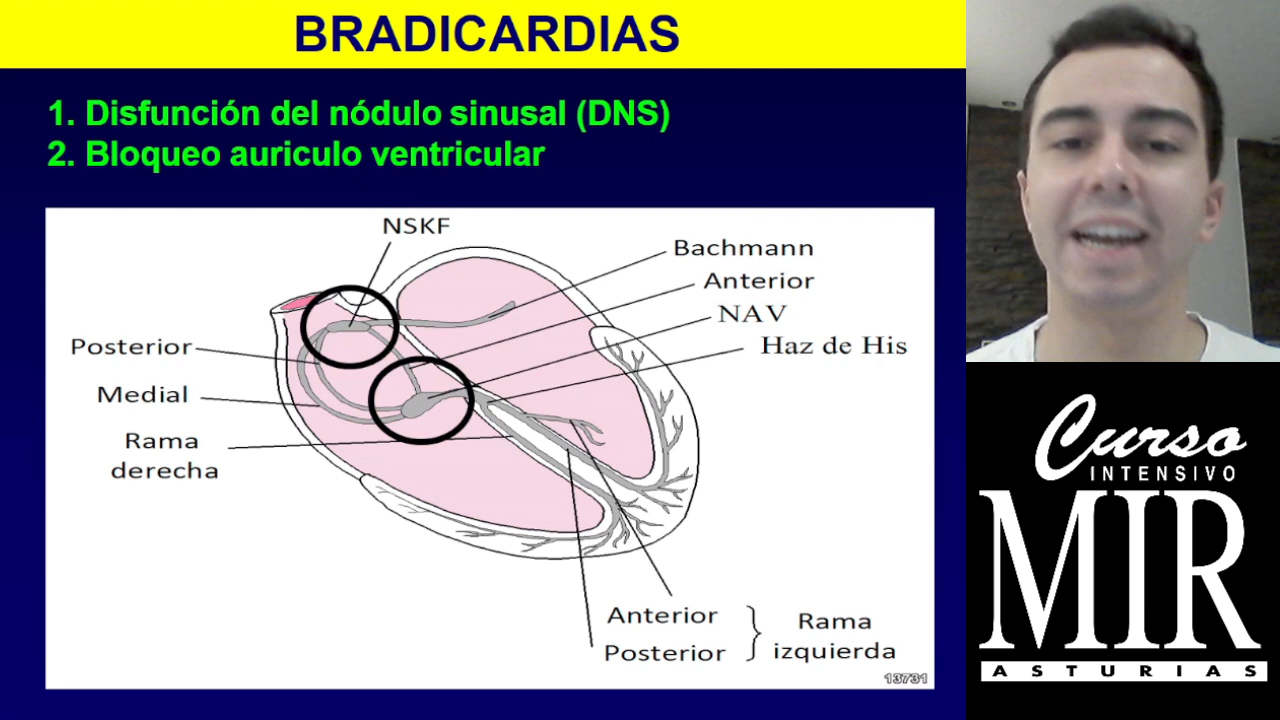 BRADICARDIAS
1. Disfunción del nódulo sinusal (DNS)
2. Bloqueo auriculo ventricular
NSKF
Bachmann
Anterior
NAV
Haz de His
Posterior
Medial
Rama
derecha
Anterior
Posterior
Rama
izquierda
13731
Curso
INTENSIVO
MIR
ASTURIAS